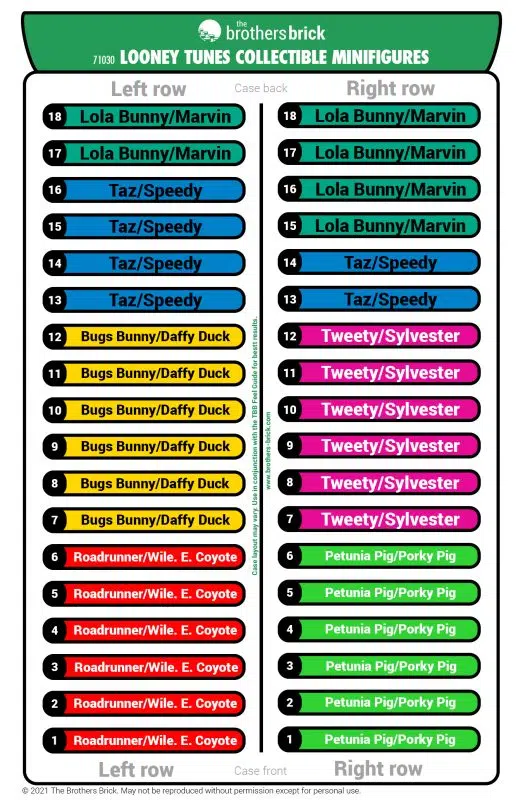 the
brothers brick
71030 LOONEY TUNES COLLECTIBLE MINIFIGURES
Left row Case back Right row
18 Lola Bunny/Marvin 18 Lola Bunny/Marvin
17 Lola Bunny/Marvin 17 Lola Bunny/Marvin
16 Taz/Speedy 16 Lola Bunny/Marvin
15 Taz/Speedy 15 Lola Bunny/Marvin
14 Taz/Speedy 14 Taz/Speedy
13 Taz/Speedy 13 Taz/Speedy
12 Bugs Bunny/Daffy Duck 12 Tweety/Sylvester
11 Bugs Bunny/Daffy Duck 11 Tweety/Sylvester
10 Bugs Bunny/Daffy Duck 10 Tweety/Sylvester
9 Bugs Bunny/Daffy Duck 9 Tweety/Sylvester
8 Bugs Bunny/Daffy Duck 8 Tweety/Sylvester
7 Bugs Bunny/Daffy Duck 7 Tweety/Sylvester
6 Roadrunner/Wile. E. Coyote 6 Petunia Pig/Porky Pig
5 Roadrunner/Wile. E. Coyote 5 Petunia Pig/Porky Pig
4 Roadrunner/Wile. E. Coyote 4 Petunia Pig/Porky Pig
3 Roadrunner/Wile. E. Coyote 3 Petunia Pig/Porky Pig
2 Roadrunner/Wile. E. Coyote 2 Petunia Pig/Porky Pig
1 Roadrunner/Wile. E. Coyote 1 Petunia Pig/Porky Pig
Case layout may vary. Use in conjunction with the TBB Feel Guide for bestt results.
www.brothers-brick.com
Left row Case front Right row
© 2021 The Brothers Brick. May not be reproduced without permission except for personal use.